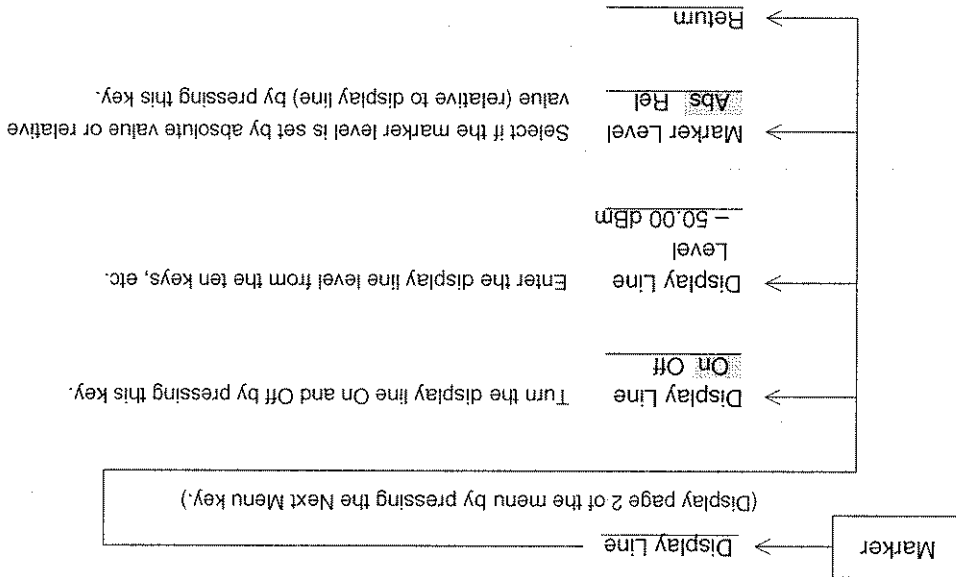 Marker
Display Line
(Display page 2 of the menu by pressing the Next Menu key.)
Display Line Turn the display line On and Off by pressing this key.
On Off
Display Line Enter the display line level from the ten keys, etc.
Level
– 50.00 dBm
Marker Level Select if the marker level is set by absolute value or relative
Abs Rel value (relative to display line) by pressing this key.
Return